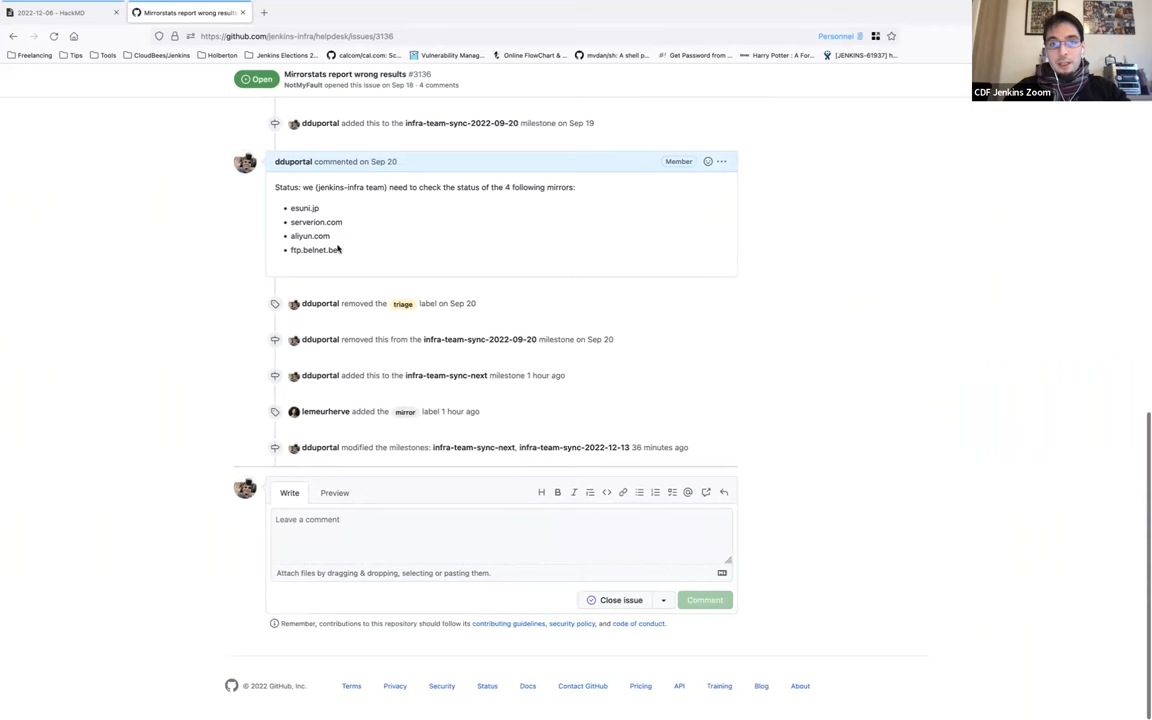 2022-12-06 - HackMD
Mirrorstats report wrong results
https://github.com/jenkins-infra/helpdesk/issues/3136
Personnel
Freelancing
Tips
Tools
CloudBees/Jenkins
Holberton
Jenkins Elections 2...
calcom/cal.com: Sc...
Vulnerability Manag...
Online FlowChart & ...
mvdan/sh: A shell p...
Get Password from ...
Harry Potter : A For...
[JENKINS-61937] h...
CDF Jenkins Zoom
Open
Mirrorstats report wrong results #3136
NotMyFault opened this issue on Sep 18 · 4 comments
dduportal added this to the infra-team-sync-2022-09-20 milestone on Sep 19
dduportal commented on Sep 20
Member
Status: we (jenkins-infra team) need to check the status of the 4 following mirrors:
• esuni.jp
• serverion.com
• aliyun.com
• ftp.belnet.be
dduportal removed the triage label on Sep 20
dduportal removed this from the infra-team-sync-2022-09-20 milestone on Sep 20
dduportal added this to the infra-team-sync-next milestone 1 hour ago
lemeurherve added the mirror label 1 hour ago
dduportal modified the milestones: infra-team-sync-next, infra-team-sync-2022-12-13 36 minutes ago
Write
Preview
Leave a comment
Attach files by dragging & dropping, selecting or pasting them.
Close issue
Comment
Remember, contributions to this repository should follow its contributing guidelines, security policy, and code of conduct.
© 2022 GitHub, Inc.
Terms
Privacy
Security
Status
Docs
Contact GitHub
Pricing
API
Training
Blog
About